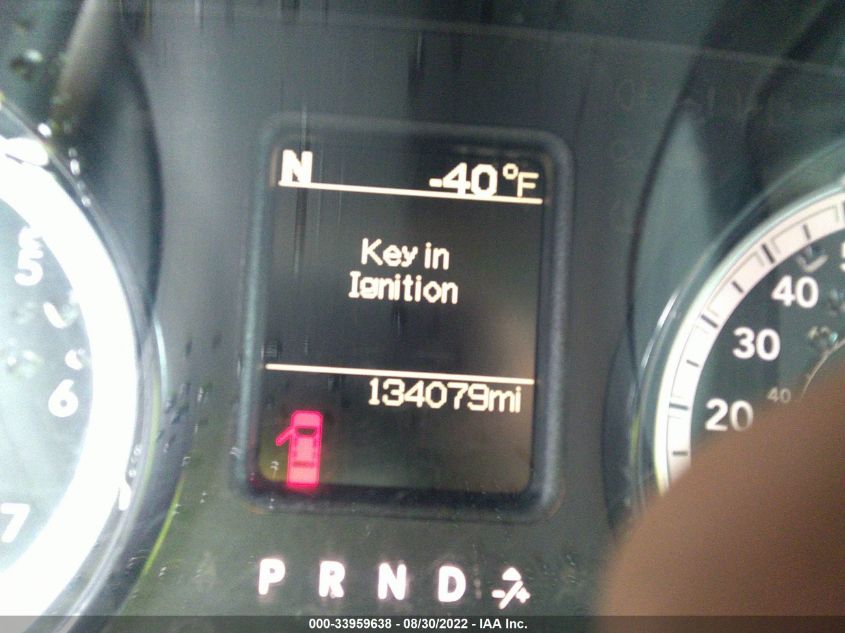 N -40°F
Key in
Ignition
134079mi
5
6
7
50
40
30
20
40
P R N D -/+
000-33959638 - 08/30/2022 - IAA Inc.